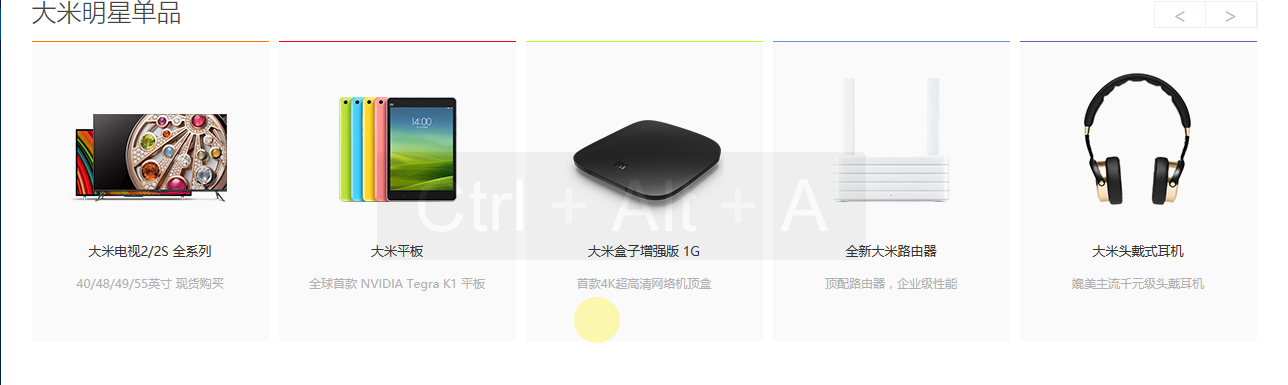 大米明星单品
< >
14:00
Ctrl + Alt + A
大米电视2/2S 全系列
40/48/49/55英寸 现货购买
大米平板
全球首款 NVIDIA Tegra K1 平板
大米盒子增强版 1G
首款4K超高清网络机顶盒
全新大米路由器
顶配路由器，企业级性能
大米头戴式耳机
媲美主流千元级头戴耳机